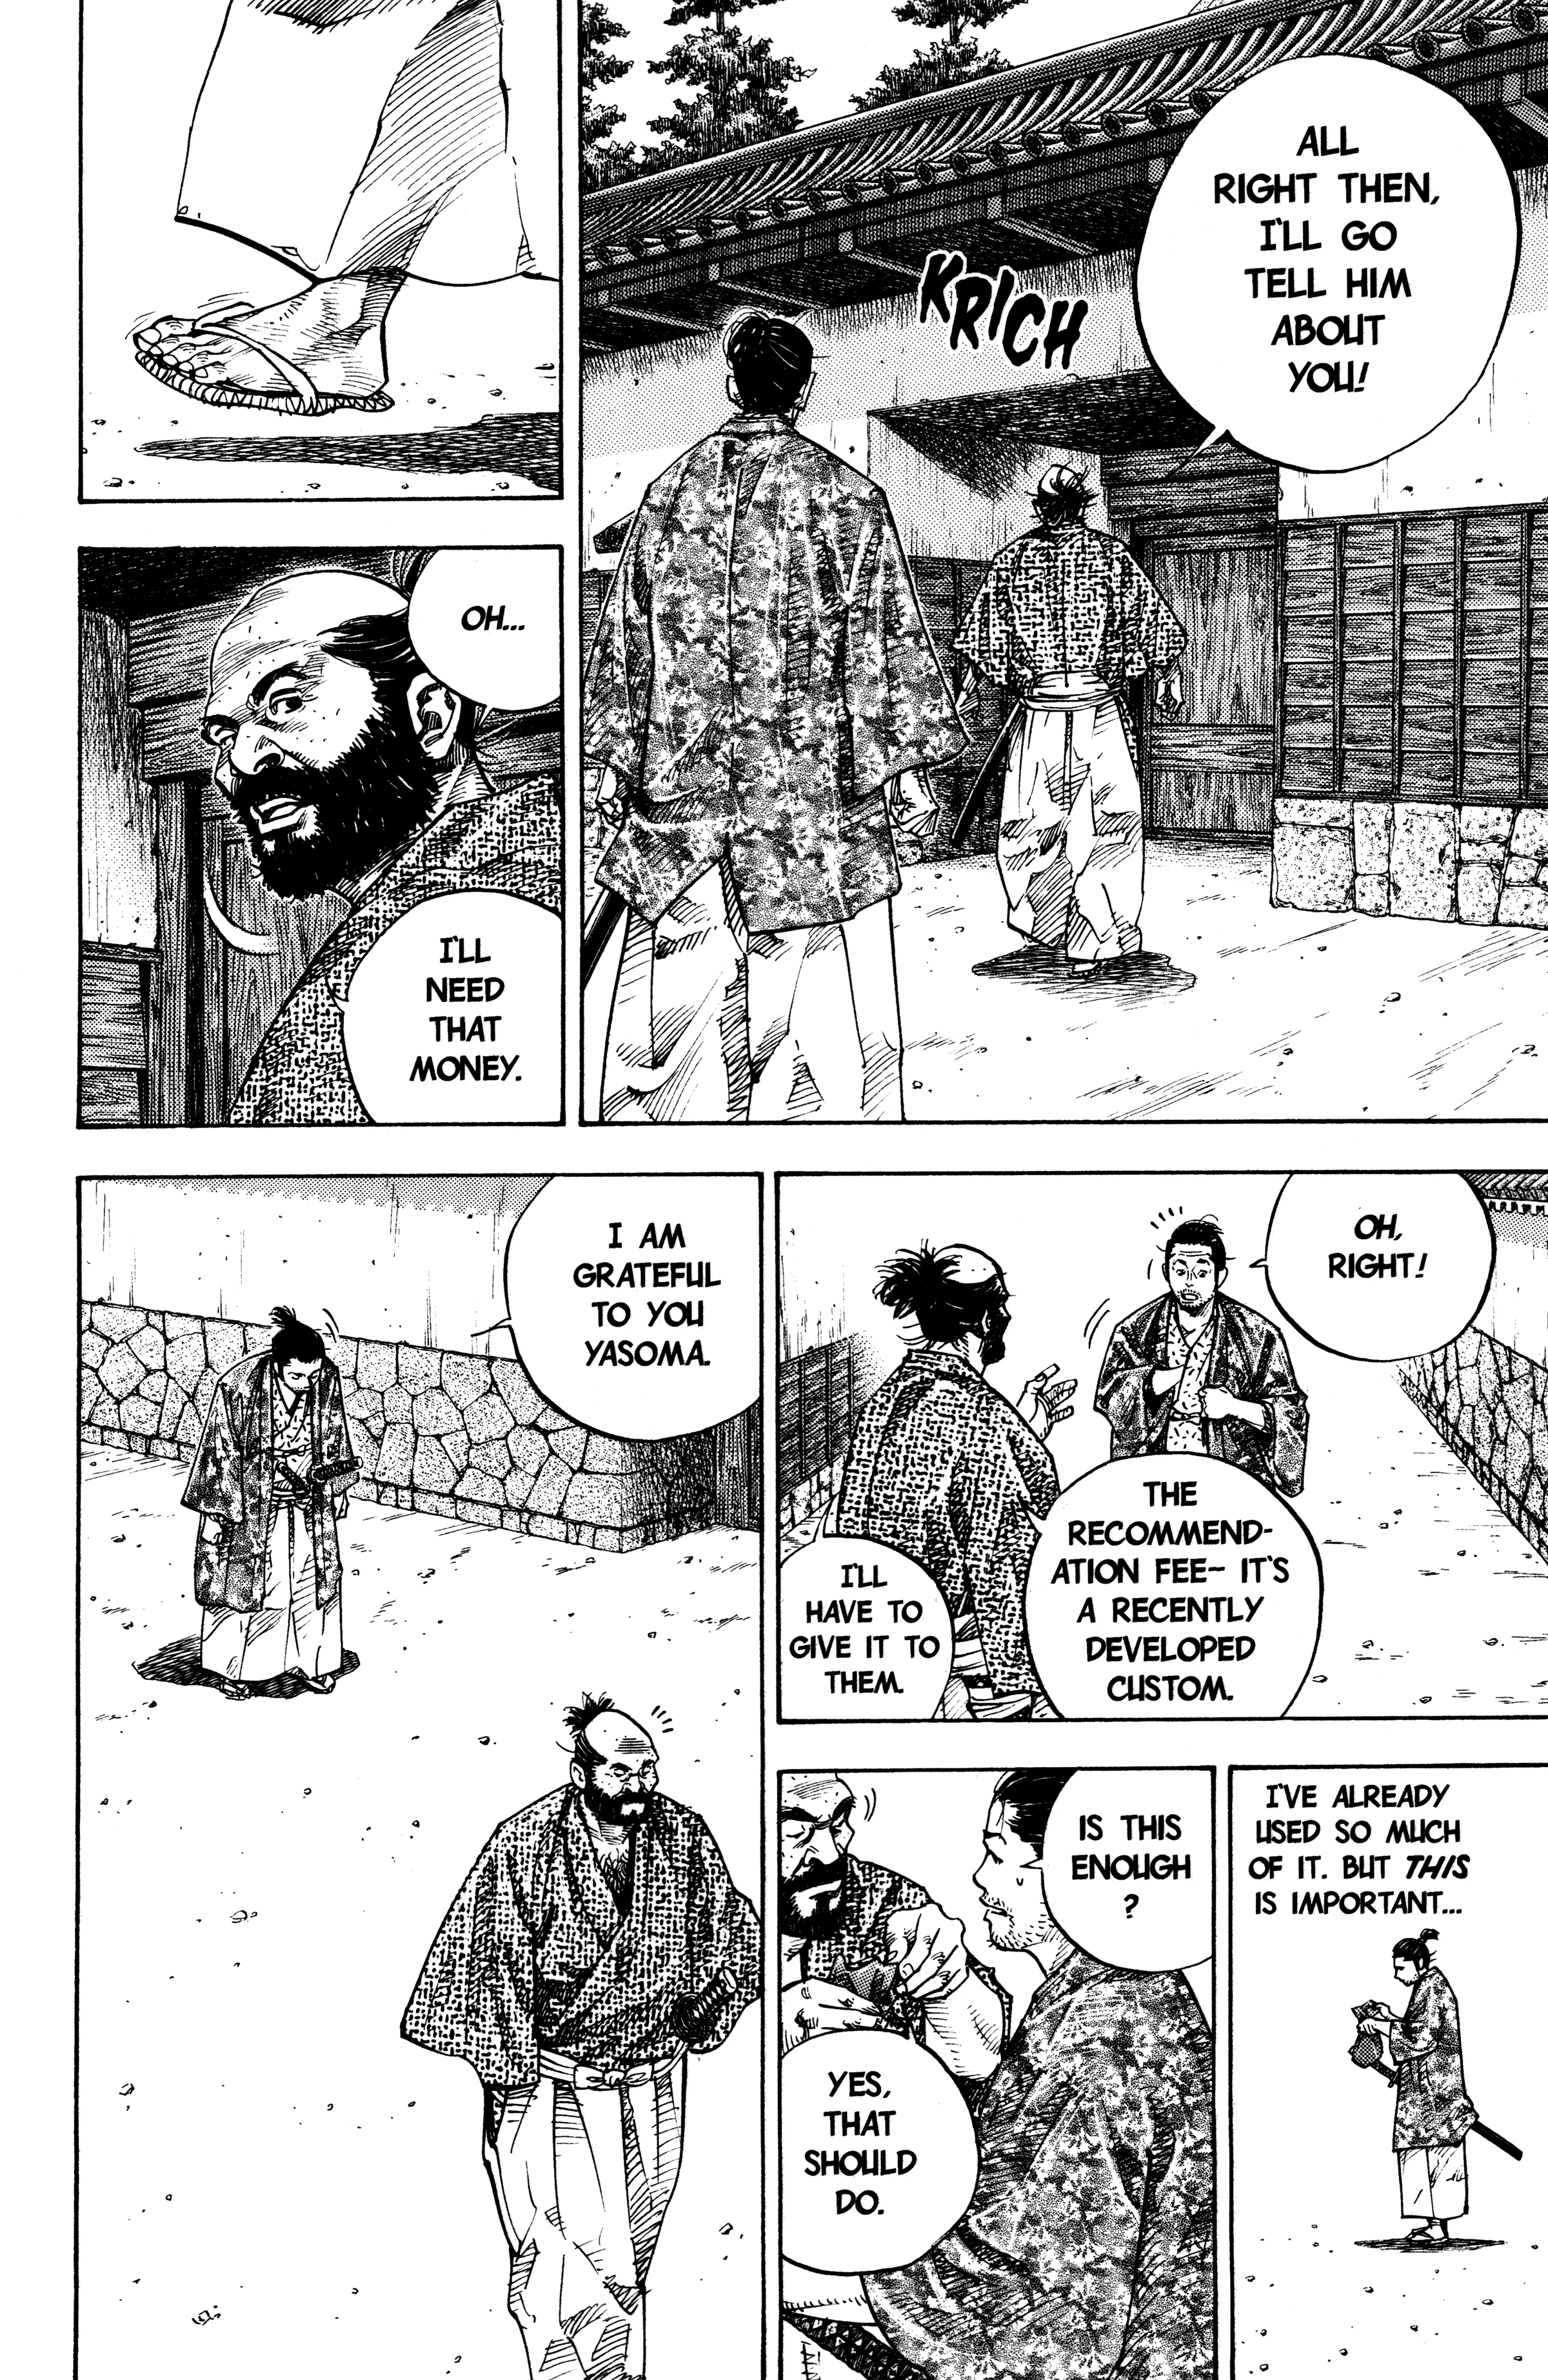 ALL
RIGHT THEN,
I'LL GO
TELL HIM
ABOUT
YOU!
KRICH
OH...
I'LL
NEED
THAT
MONEY.
OH,
RIGHT!
THE
RECOMMEND-
ATION FEE– IT'S
A RECENTLY
DEVELOPED
CUSTOM.
I'LL
HAVE TO
GIVE IT TO
THEM.
I'VE ALREADY
USED SO MUCH
OF IT. BUT THIS
IS IMPORTANT...
IS THIS
ENOUGH
?
YES,
THAT
SHOULD
DO.
I AM
GRATEFUL
TO YOU
YASOMA.